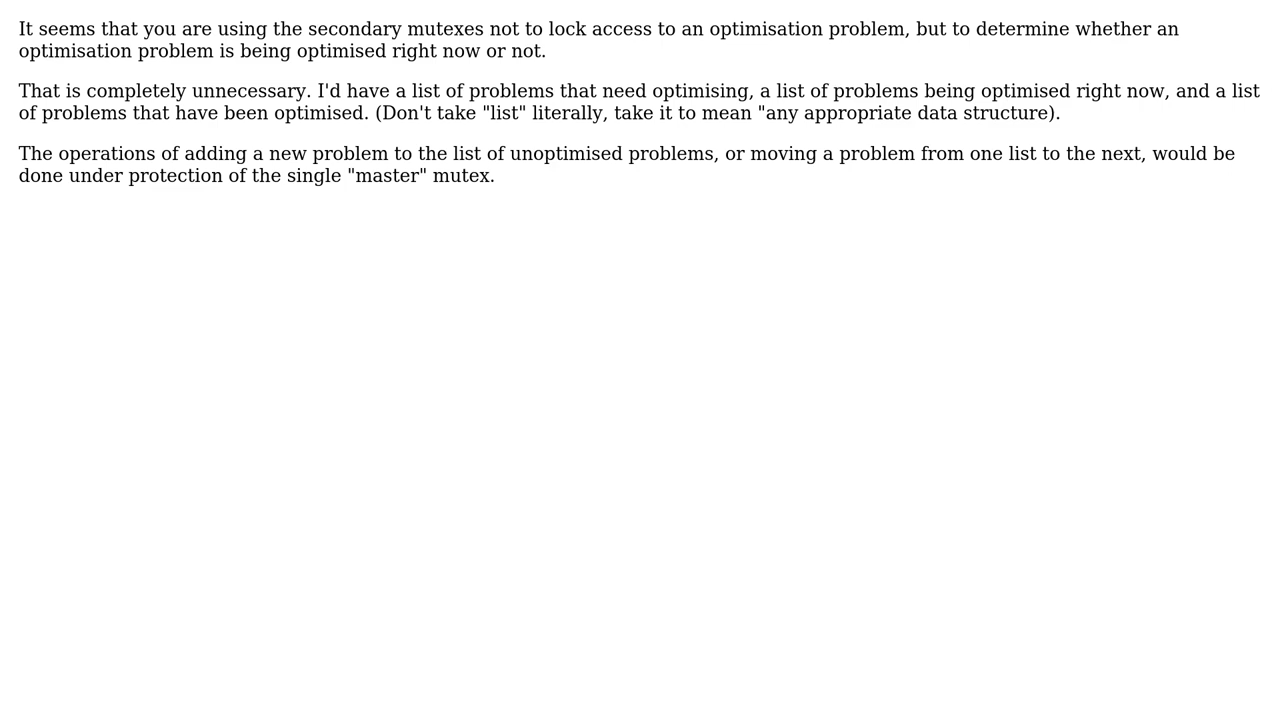 It seems that you are using the secondary mutexes not to lock access to an optimisation problem, but to determine whether an
optimisation problem is being optimised right now or not.
That is completely unnecessary. I'd have a list of problems that need optimising, a list of problems being optimised right now, and a list
of problems that have been optimised. (Don't take "list" literally, take it to mean "any appropriate data structure).
The operations of adding a new problem to the list of unoptimised problems, or moving a problem from one list to the next, would be
done under protection of the single "master" mutex.